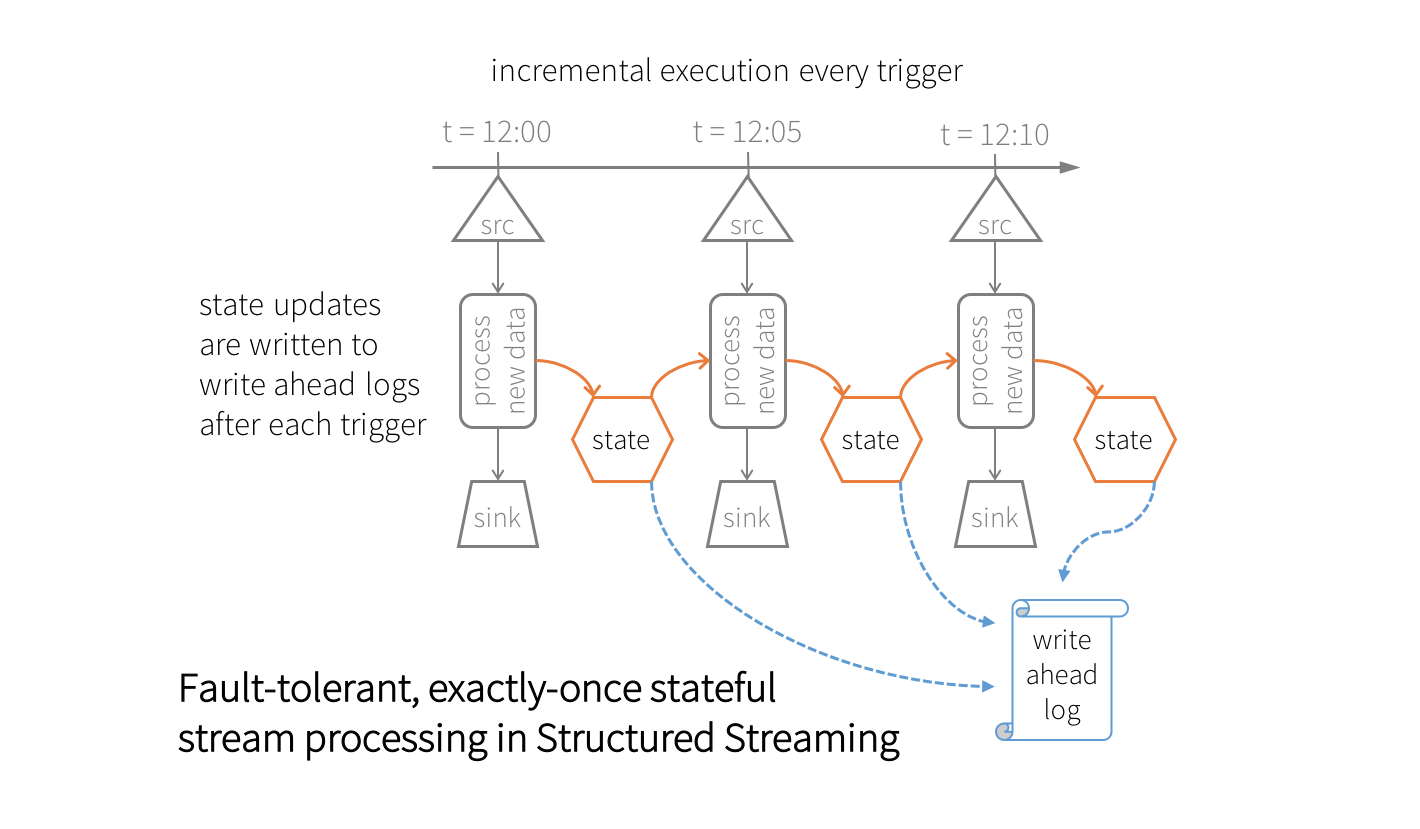 incremental execution every trigger
t = 12:00
t = 12:05
t = 12:10
src
src
src
state updates
are written to
write ahead logs
after each trigger
process
new data
process
new data
process
new data
state
state
state
sink
sink
sink
write
ahead
log
Fault-tolerant, exactly-once stateful
stream processing in Structured Streaming